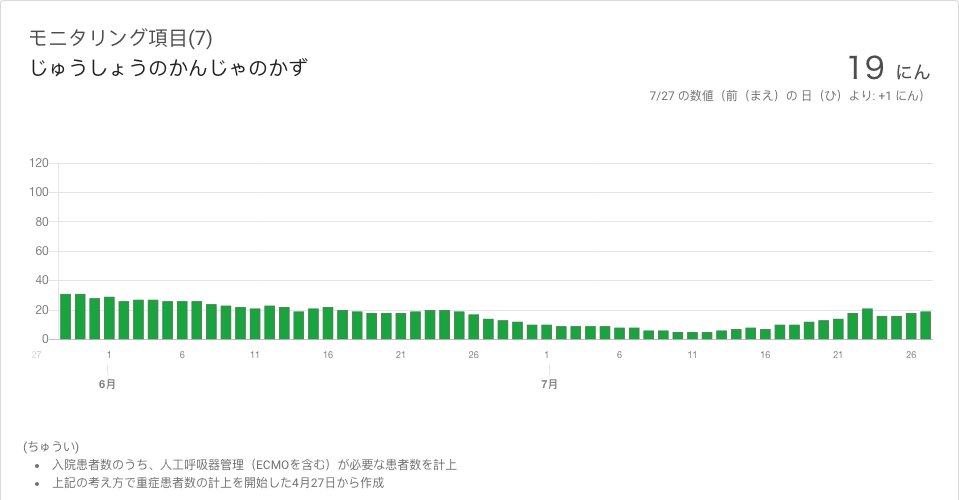 モニタリング項目(7)
じゅうしょうのかんじゃのかず
19 にん
7/27 の数値（前（まえ）の 日（ひ）より: +1 にん）
120
100
80
60
40
20
0
27 1 6 11 16 21 26 1 6 11 16 21 26
6月 7月
(ちゅうい)
• 入院患者数のうち、人工呼吸器管理（ECMOを含む）が必要な患者数を計上
• 上記の考え方で重症患者数の計上を開始した4月27日から作成